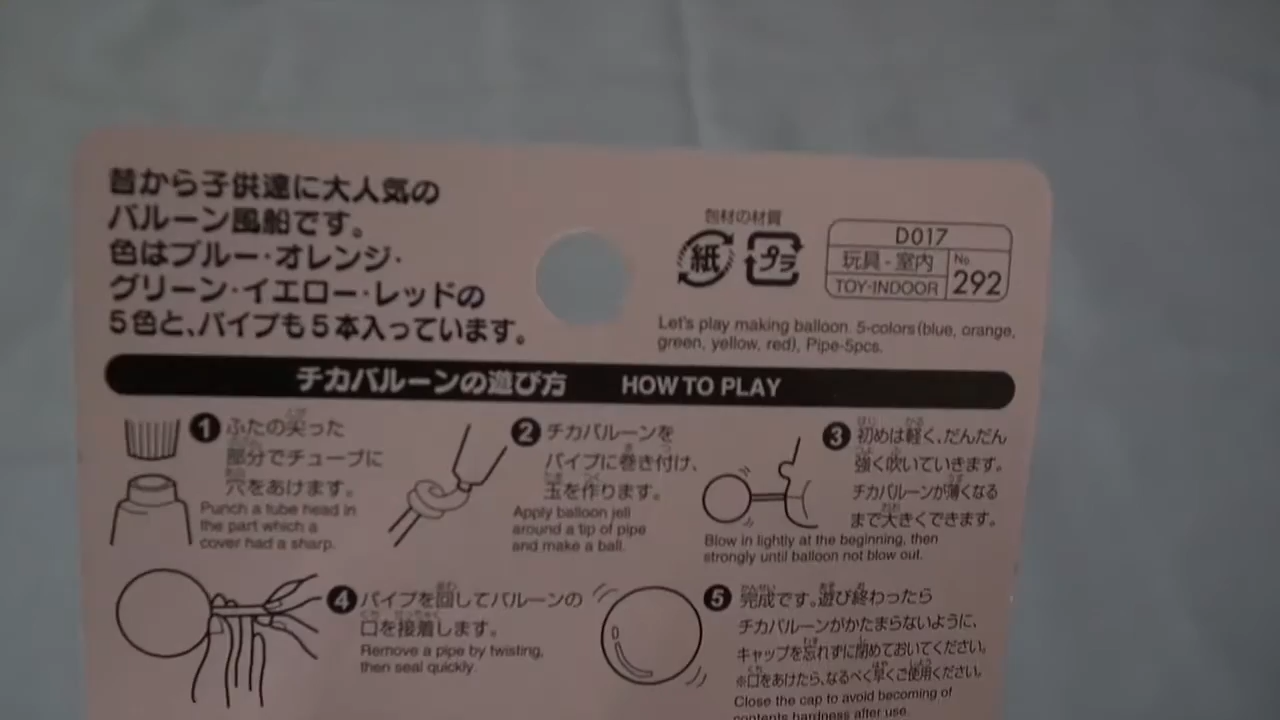 昔から子供達に大人気の
バルーン風船です。
色はブルー・オレンジ・
グリーン・イエロー・レッドの
5色と、パイプも5本入っています。
包材の材質
紙 プラ
D017
玩具-室内
TOY-INDOOR
No 292
Let's play making balloon. 5-colors(blue, orange,
green, yellow, red), Pipe-5pcs.
チカバルーンの遊び方 HOW TO PLAY
1 ふたの尖った
部分でチューブに
穴をあけます。
Punch a tube head in
the part which a
cover had a sharp.
2 チカバルーンを
パイプに巻き付け、
玉を作ります。
Apply balloon jell
around a tip of pipe
and make a ball.
3 初めは軽く、だんだん
強く吹いていきます。
チカバルーンが薄くなる
まで大きくできます。
Blow in lightly at the beginning, then
strongly until balloon not blow out.
4 パイプを回してバルーンの
口を接着します。
Remove a pipe by twisting,
then seal quickly.
5 完成です。遊び終わったら
チカバルーンがかたまらないように、
キャップを忘れずに閉めておいてください。
※口をあけたら、なるべく早くご使用ください。
Close the cap to avoid becoming of
contents hardness after use.